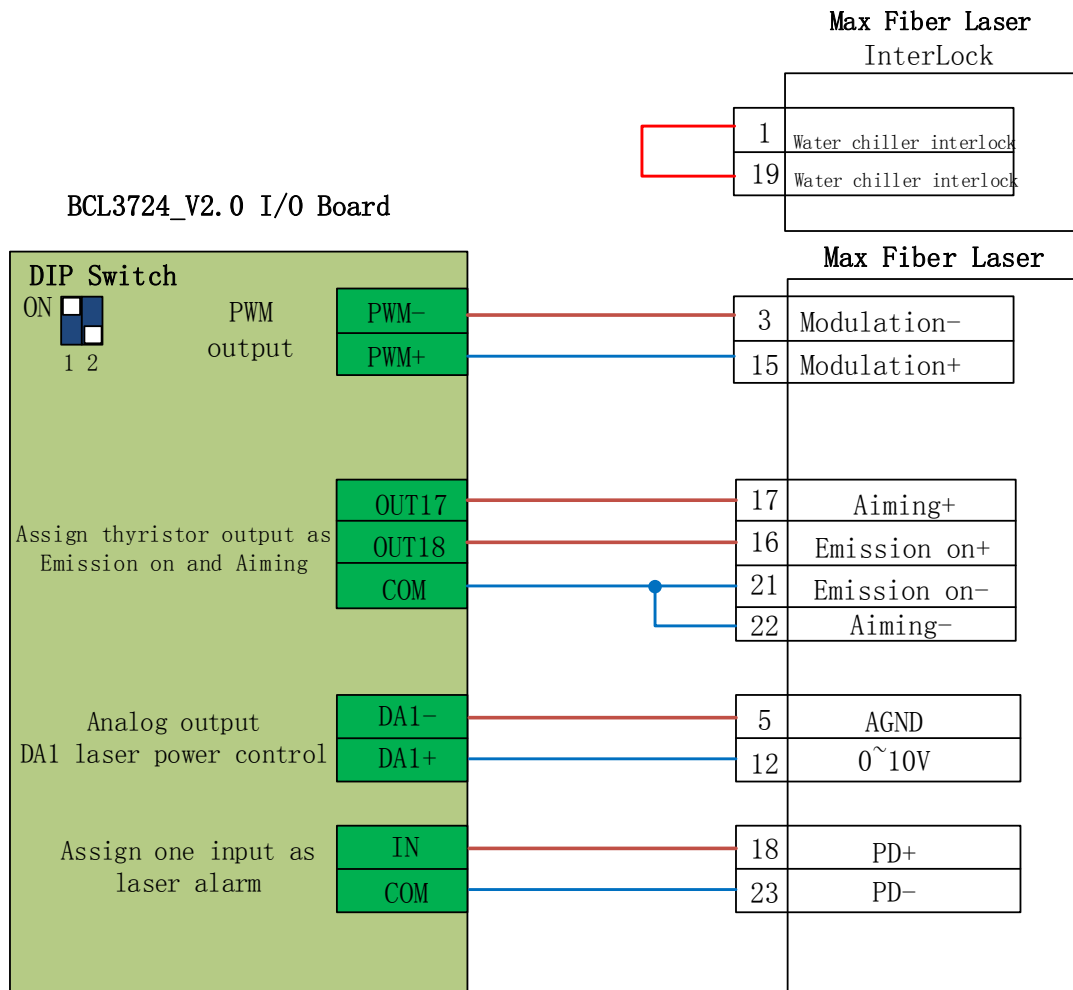 Max Fiber Laser
InterLock
1
Water chiller interlock
19
Water chiller interlock
BCL3724_V2.0 I/O Board
DIP Switch
ON
1 2
PWM
output
PWM-
PWM+
Max Fiber Laser
3
Modulation-
15
Modulation+
Assign thyristor output as
Emission on and Aiming
OUT17
OUT18
COM
17
Aiming+
16
Emission on+
21
Emission on-
22
Aiming-
Analog output
DA1 laser power control
DA1-
DA1+
5
AGND
12
0~10V
Assign one input as
laser alarm
IN
COM
18
PD+
23
PD-